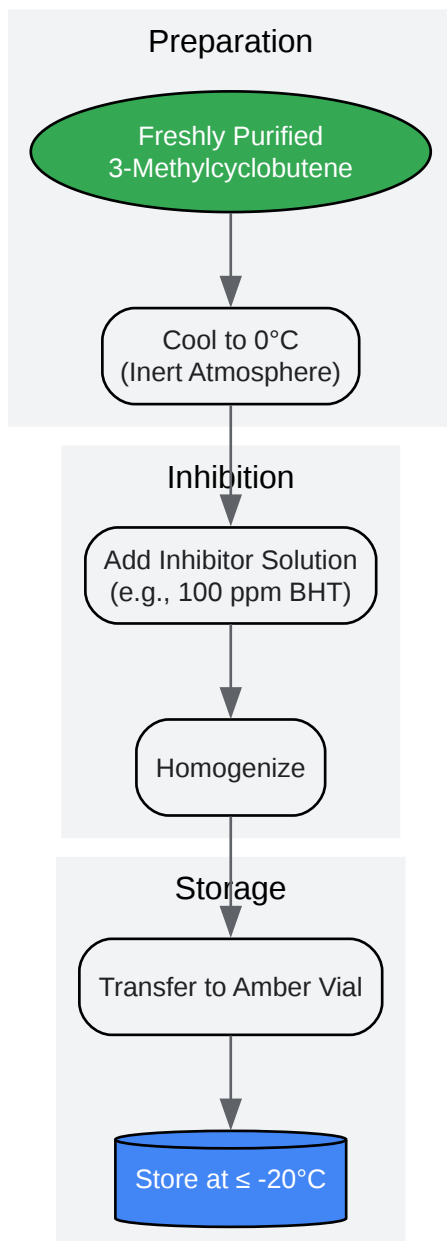 Preparation
Freshly Purified
3-Methylcyclobutene
Cool to 0°C
(Inert Atmosphere)
Inhibition
Add Inhibitor Solution
(e.g., 100 ppm BHT)
Homogenize
Storage
Transfer to Amber Vial
Store at ≤ -20°C